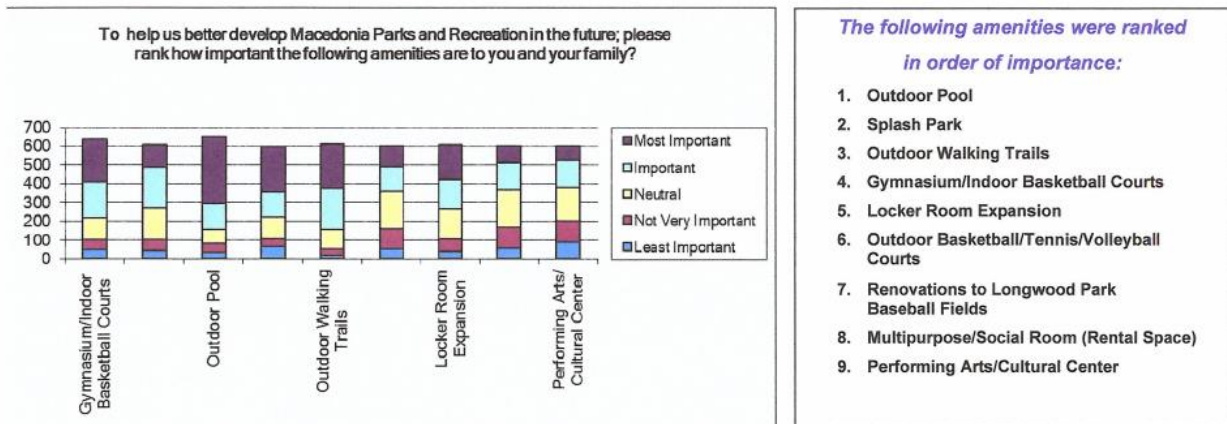 To help us better develop Macedonia Parks and Recreation in the future; please
rank how important the following amenities are to you and your family?
700
600
500
400
300
200
100
0
Gymnasium/Indoor
Basketball Courts
Outdoor Pool
Outdoor Walking
Trails
Locker Room
Expansion
Performing Arts/
Cultural Center
Most Important
Important
Neutral
Not Very Important
Least Important
The following amenities were ranked
in order of importance:
1. Outdoor Pool
2. Splash Park
3. Outdoor Walking Trails
4. Gymnasium/Indoor Basketball Courts
5. Locker Room Expansion
6. Outdoor Basketball/Tennis/Volleyball
Courts
7. Renovations to Longwood Park
Baseball Fields
8. Multipurpose/Social Room (Rental Space)
9. Performing Arts/Cultural Center